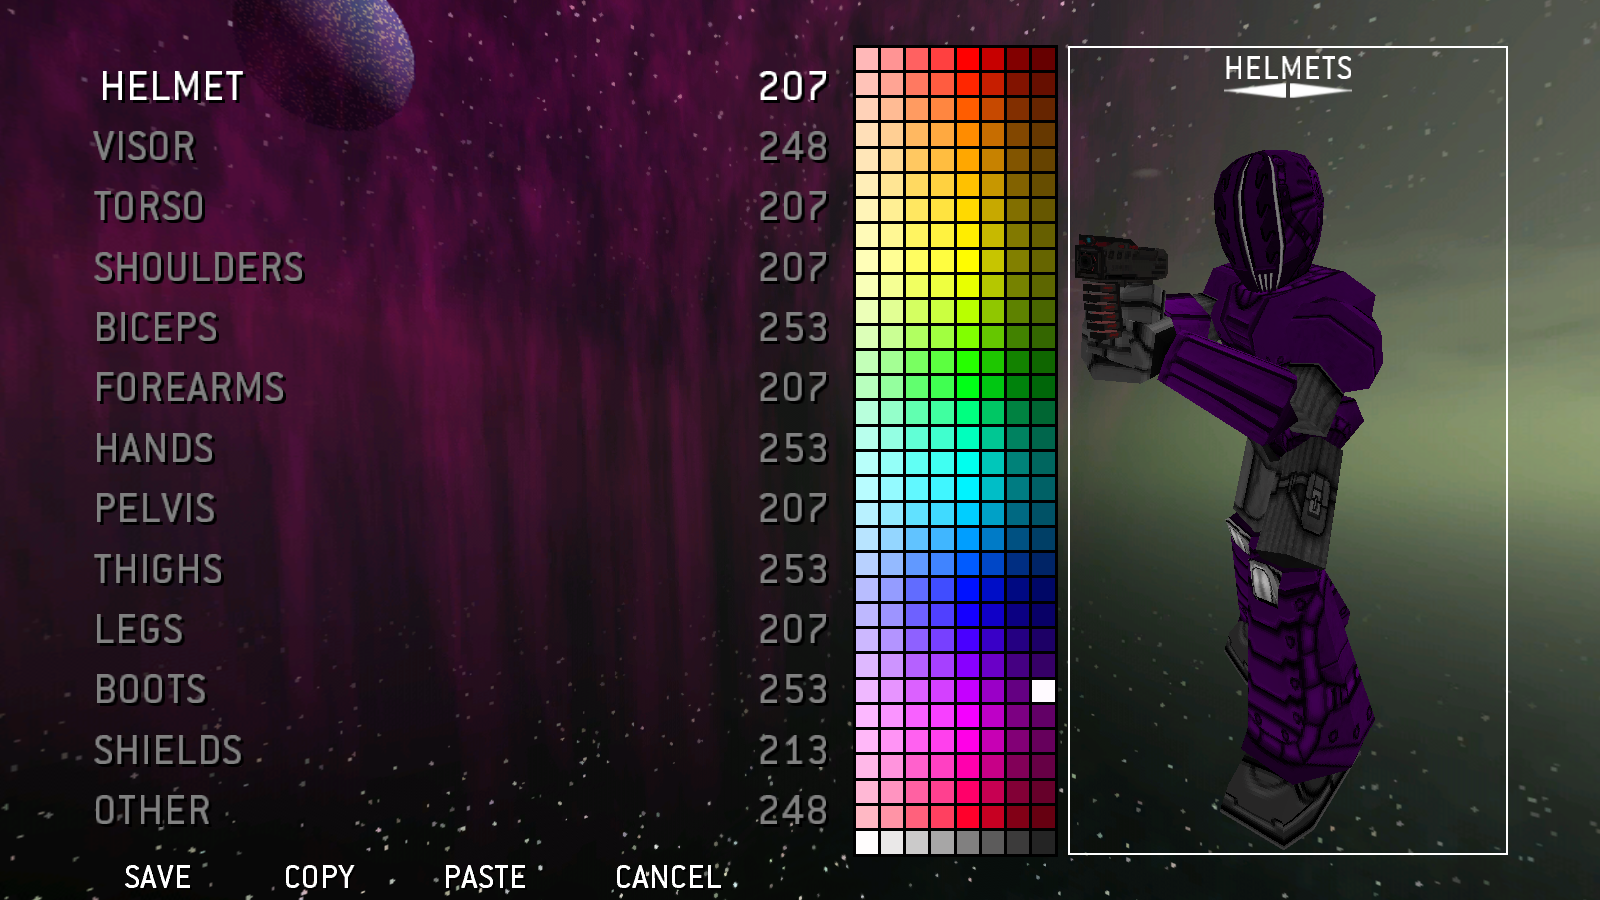 HELMET 207
VISOR 248
TORSO 207
SHOULDERS 207
BICEPS 253
FOREARMS 207
HANDS 253
PELVIS 207
THIGHS 253
LEGS 207
BOOTS 253
SHIELDS 213
OTHER 248
SAVE COPY PASTE CANCEL
HELMETS